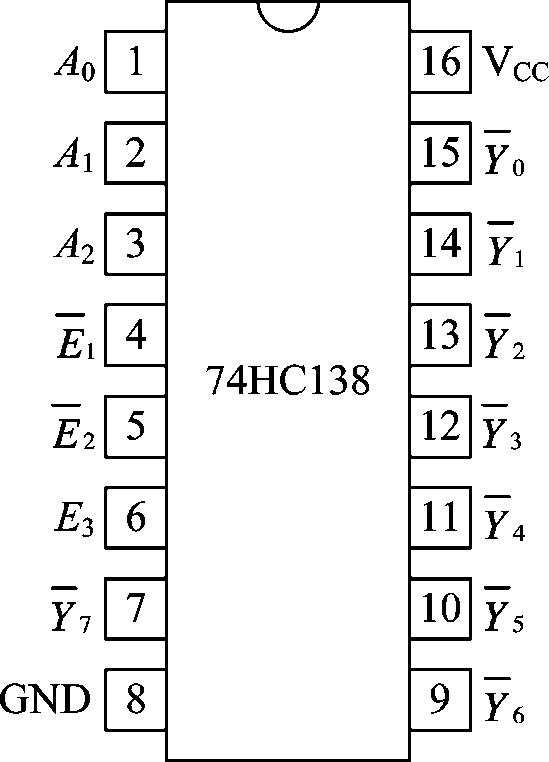 A₀ 1 16 V_CC
A₁ 2 15 Y̅₀
A₂ 3 14 Y̅₁
E̅₁ 4 13 Y̅₂
74HC138
E̅₂ 5 12 Y̅₃
E₃ 6 11 Y̅₄
Y̅₇ 7 10 Y̅₅
GND 8 9 Y̅₆